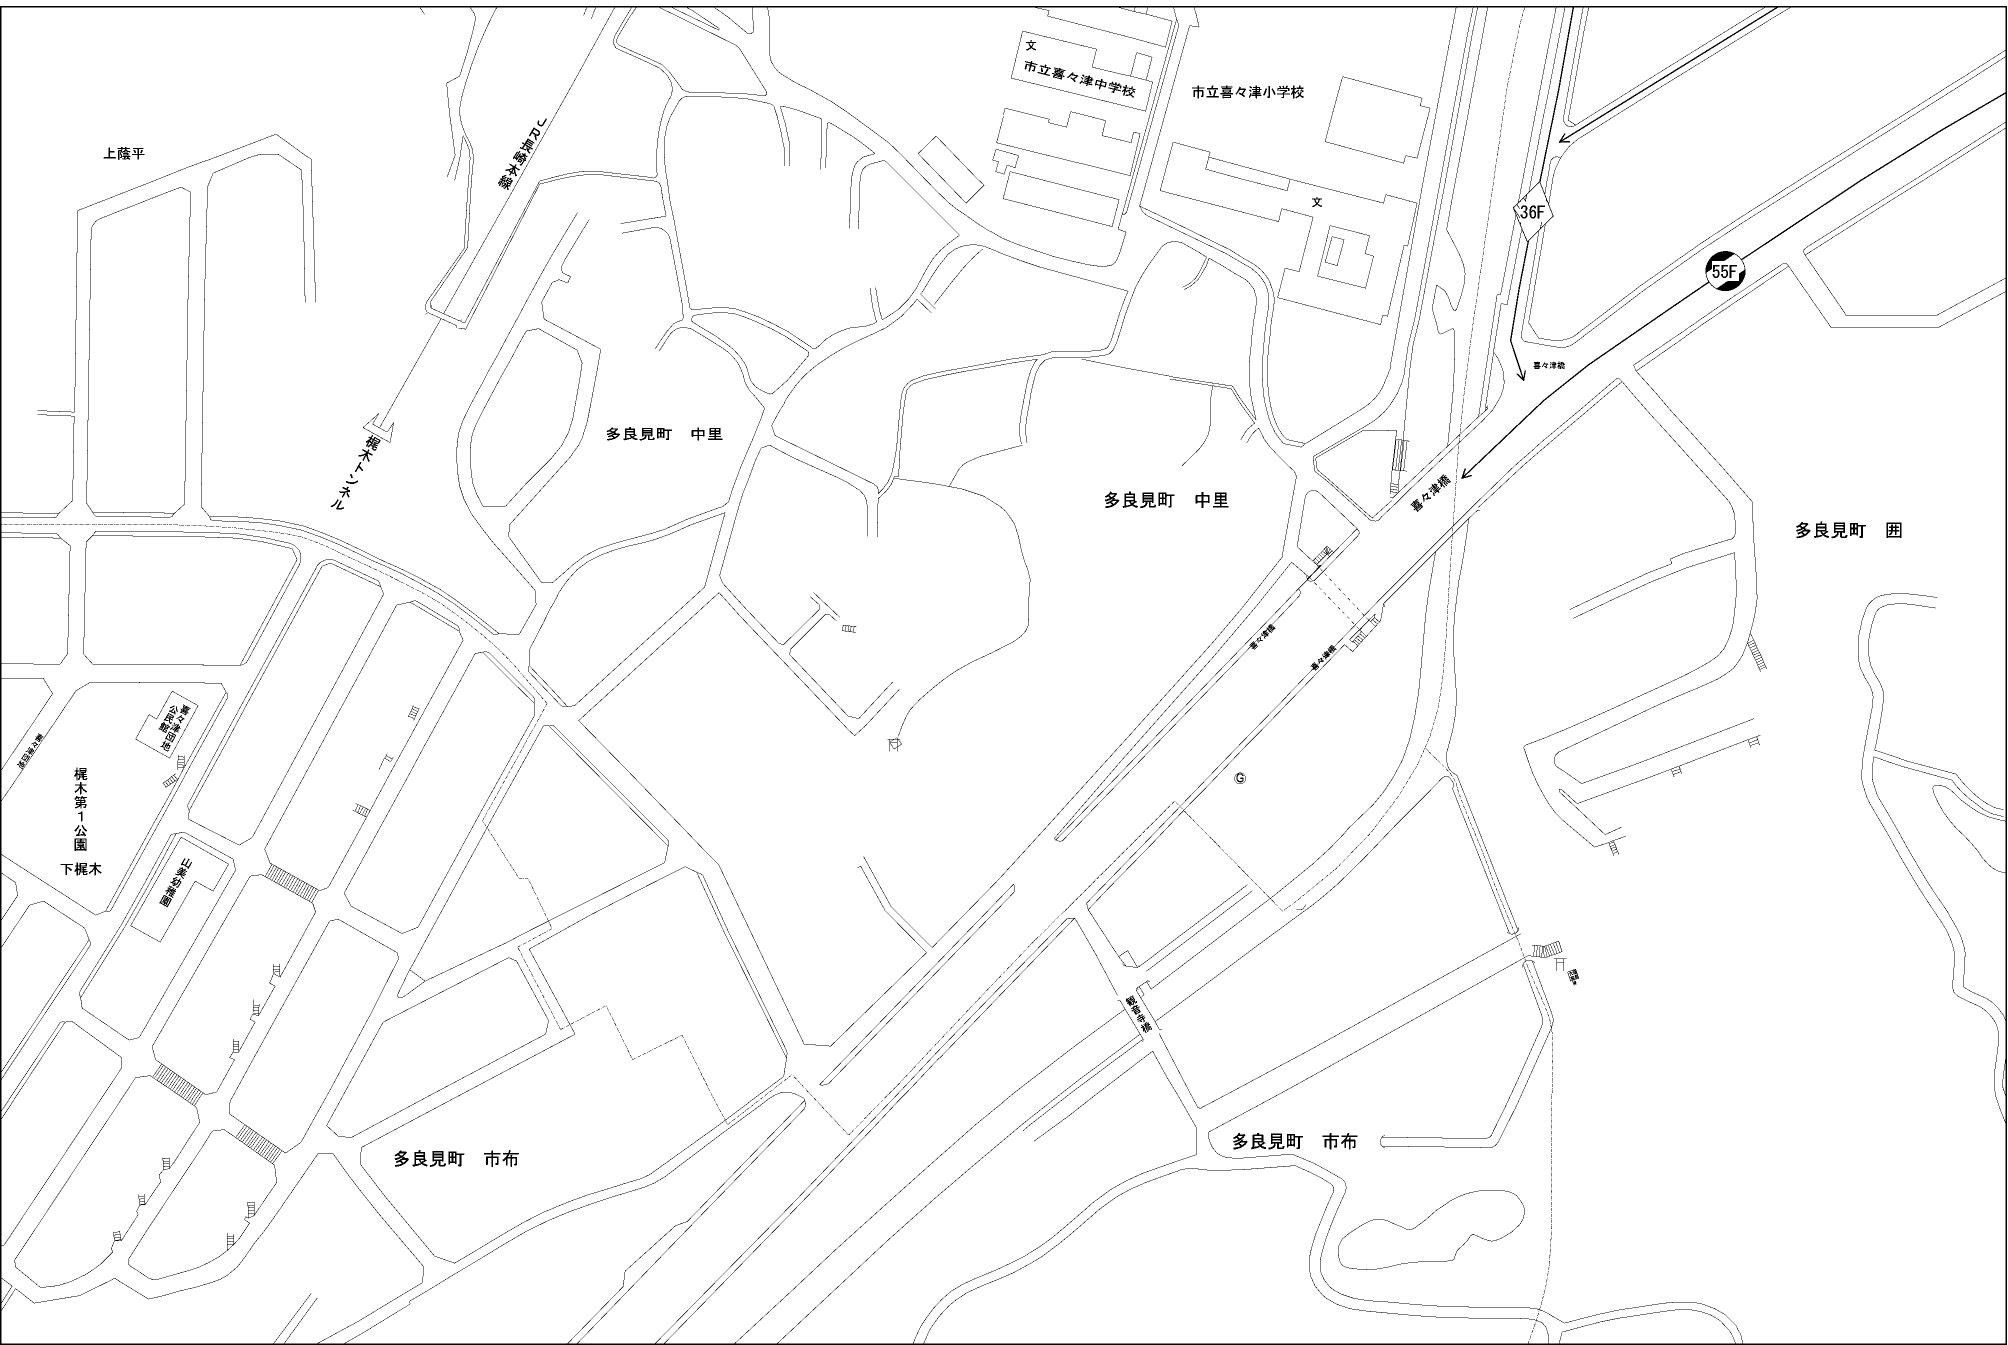 文
市立喜々津中学校
市立喜々津小学校
JR長崎本線
上蔭平
文
36F
55F
喜々津橋
梶木トンネル
多良見町　中里
多良見町　中里
喜々津橋
多良見町　囲
喜々津橋
喜々津橋
喜々津団地
公民館
梶木第1公園
G
下梶木
山美幼稚園
観音寺橋
多良見町　市布
多良見町　市布